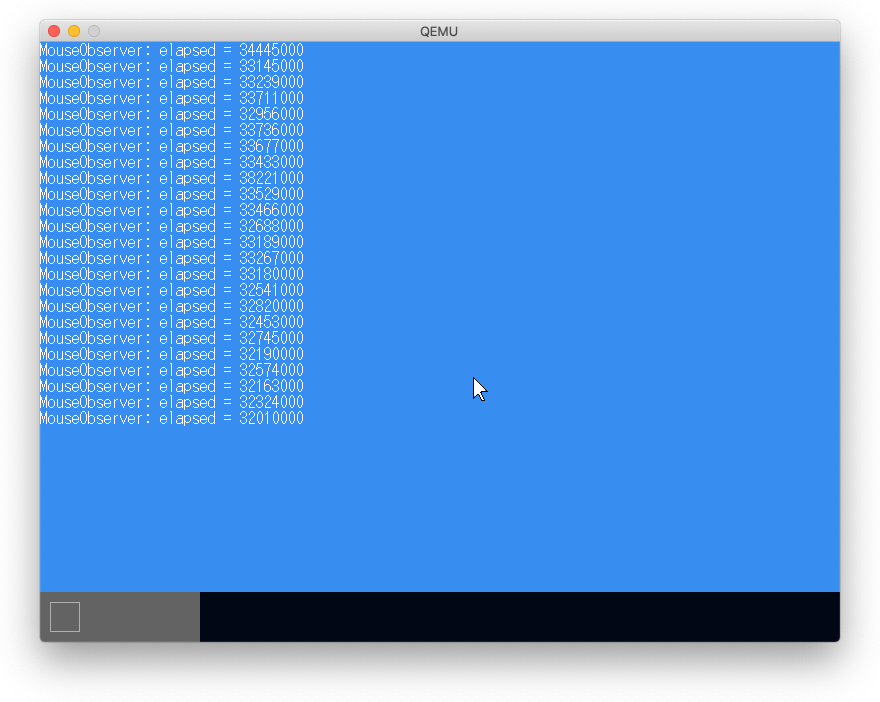 QEMU
MouseObserver: elapsed = 34445000
MouseObserver: elapsed = 33145000
MouseObserver: elapsed = 33239000
MouseObserver: elapsed = 33711000
MouseObserver: elapsed = 32956000
MouseObserver: elapsed = 33736000
MouseObserver: elapsed = 33677000
MouseObserver: elapsed = 33433000
MouseObserver: elapsed = 38221000
MouseObserver: elapsed = 33529000
MouseObserver: elapsed = 33466000
MouseObserver: elapsed = 32688000
MouseObserver: elapsed = 33189000
MouseObserver: elapsed = 33267000
MouseObserver: elapsed = 33180000
MouseObserver: elapsed = 32541000
MouseObserver: elapsed = 32820000
MouseObserver: elapsed = 32453000
MouseObserver: elapsed = 32745000
MouseObserver: elapsed = 32190000
MouseObserver: elapsed = 32574000
MouseObserver: elapsed = 32163000
MouseObserver: elapsed = 32324000
MouseObserver: elapsed = 32010000